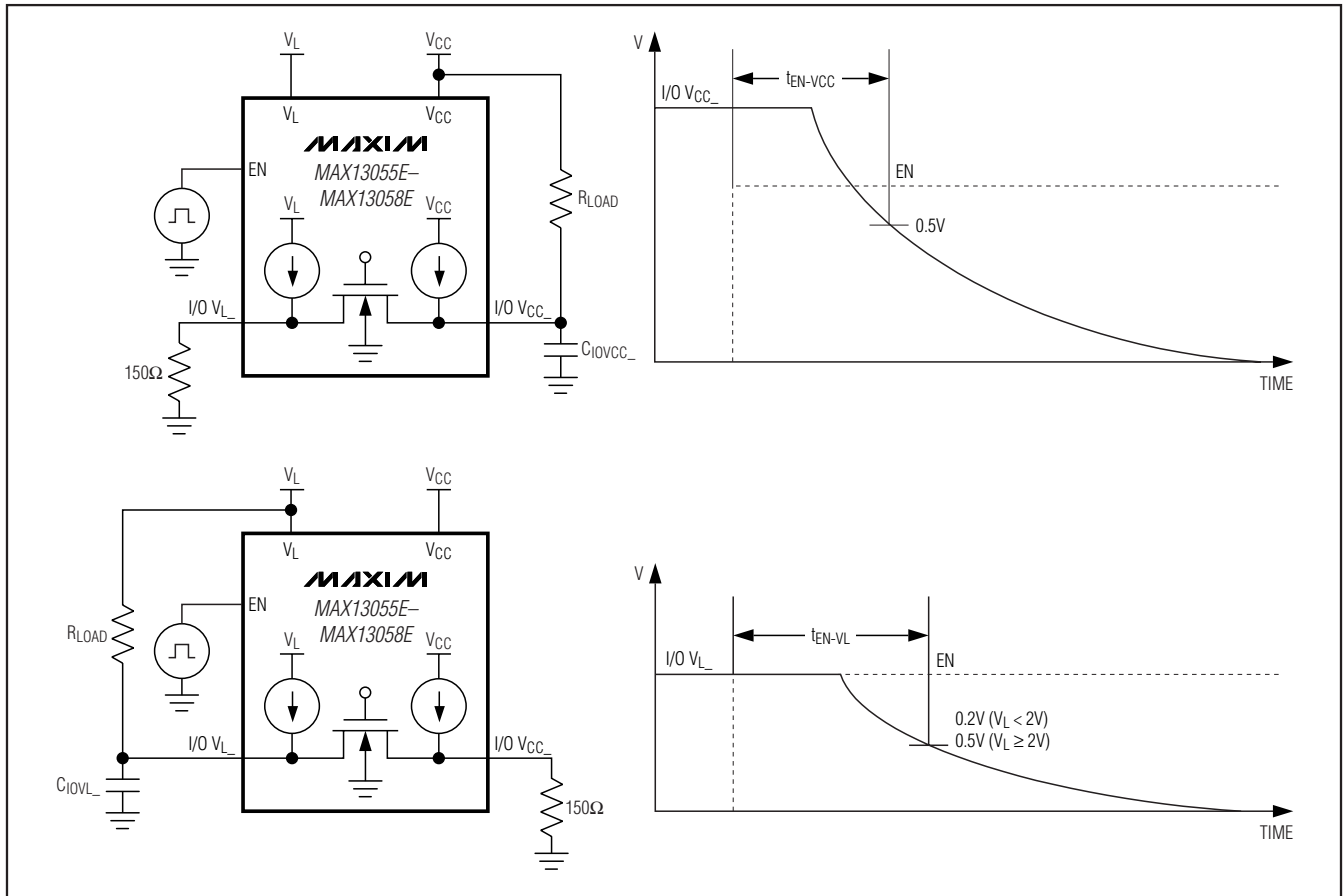 VL
VCC
VL
VCC
MAXIM
EN
MAX13055E–
MAX13058E
VL
VCC
RLOAD
I/O VL_
I/O VCC_
CIOVCC_
150Ω
V
tEN-VCC
I/O VCC_
EN
0.5V
TIME
VL
VCC
VL
VCC
MAXIM
EN
MAX13055E–
MAX13058E
RLOAD
VL
VCC
I/O VL_
I/O VCC_
CIOVL_
150Ω
V
tEN-VL
I/O VL_
EN
0.2V (VL < 2V)
0.5V (VL ≥ 2V)
TIME